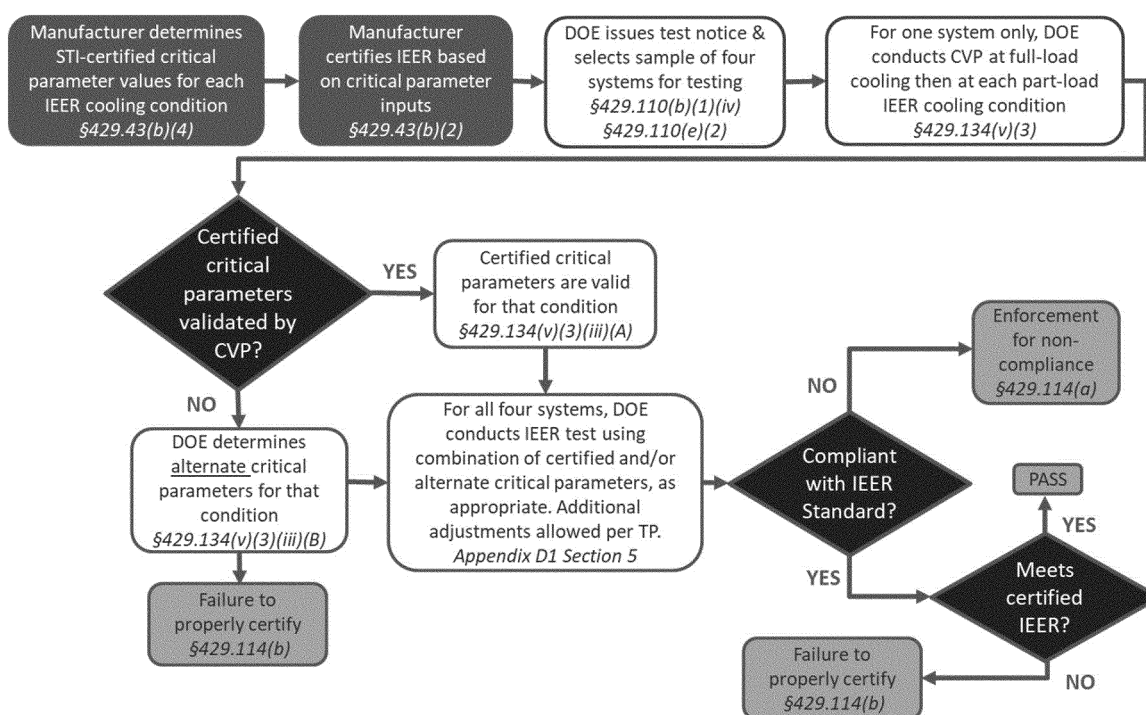 Manufacturer determines
STI-certified critical
parameter values for each
IEER cooling condition
§429.43(b)(4)
Manufacturer
certifies IEER based
on critical parameter
inputs
§429.43(b)(2)
DOE issues test notice &
selects sample of four
systems for testing
§429.110(b)(1)(iv)
§429.110(e)(2)
For one system only, DOE
conducts CVP at full-load
cooling then at each part-load
IEER cooling condition
§429.134(v)(3)
Certified
critical
parameters
validated by
CVP?
YES
Certified critical
parameters are valid
for that condition
§429.134(v)(3)(iii)(A)
NO
DOE determines
alternate critical
parameters for that
condition
§429.134(v)(3)(iii)(B)
Failure to
properly certify
§429.114(b)
For all four systems, DOE
conducts IEER test using
combination of certified and/or
alternate critical parameters, as
appropriate. Additional
adjustments allowed per TP.
Appendix D1 Section 5
Compliant
with IEER
Standard?
NO
Enforcement
for non-
compliance
§429.114(a)
YES
Meets
certified
IEER?
YES
PASS
NO
Failure to
properly certify
§429.114(b)